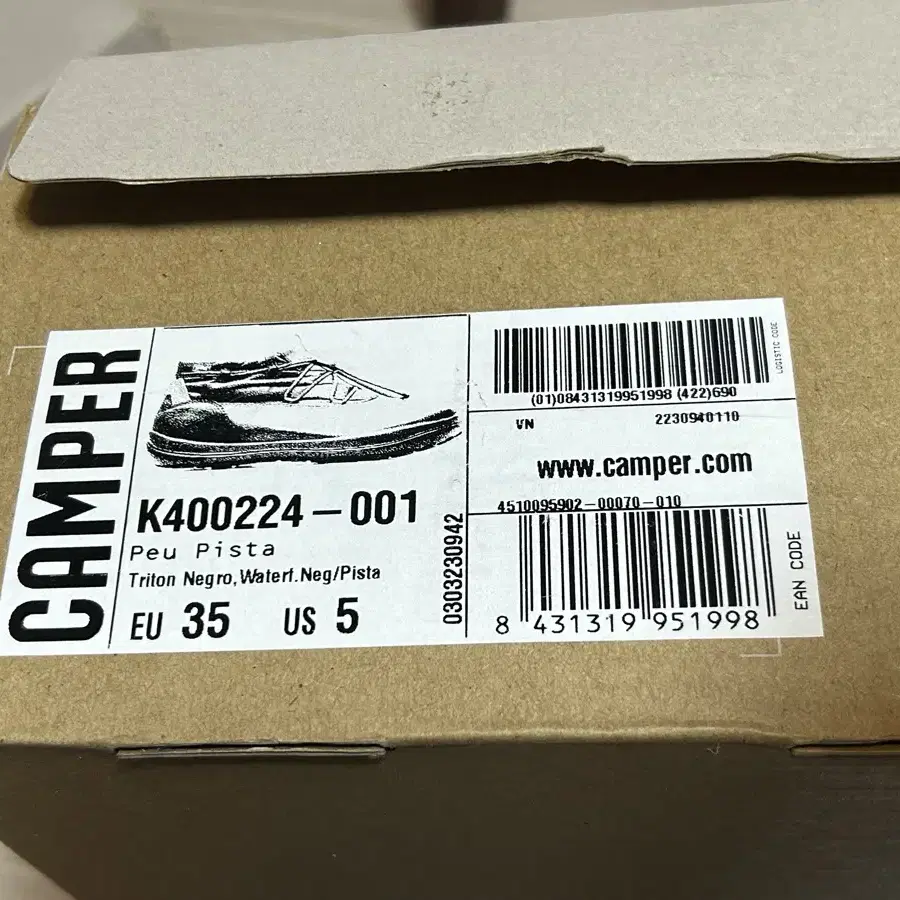 CAMPER
K400224-001
Peu Pista
Triton Negro,Waterf.Neg/Pista
EU 35 US 5
0303230942
LOGISTIC CODE
(01)08431319951998 (422)690
VN 2230940110
www.camper.com
4510095902-00070-010
8 431319 951998
EAN CODE